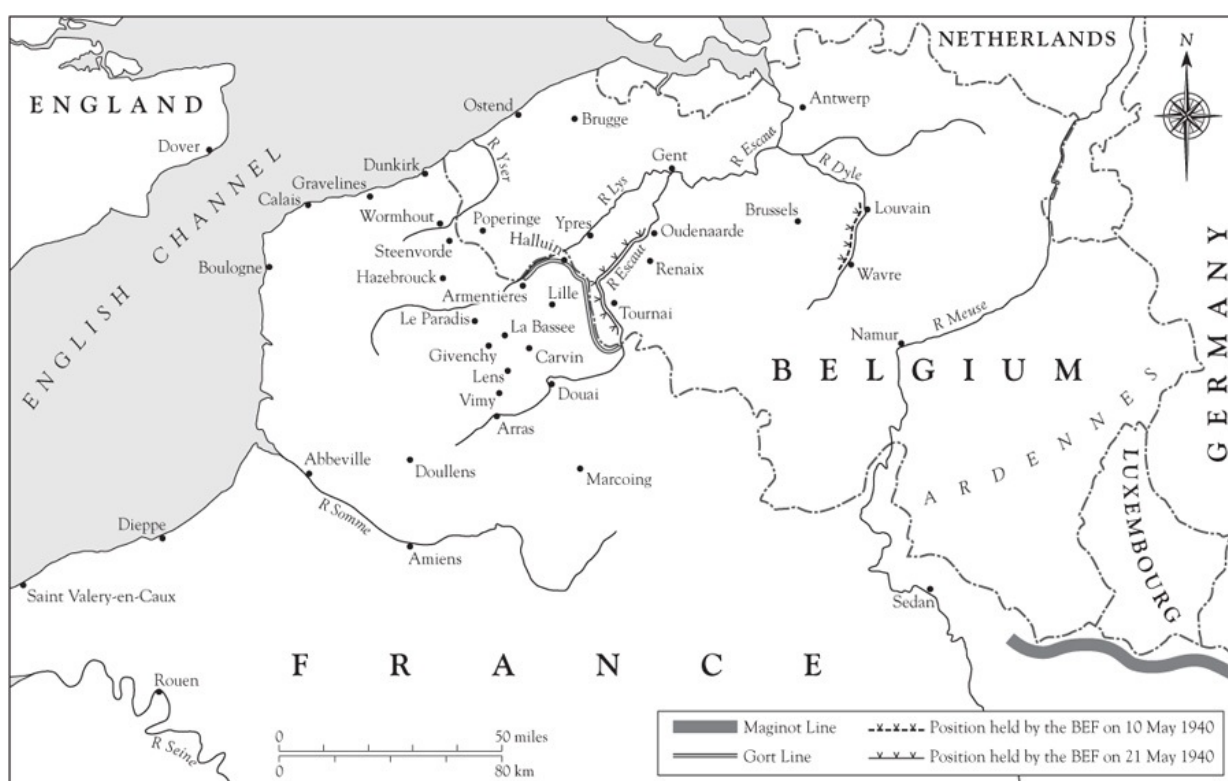 NETHERLANDS
N
ENGLAND
Dover
ENGLISH CHANNEL
Ostend
Brugge
Antwerp
R Yser
Dunkirk
Gent
R Escaut
R Dyle
Gravelines
Calais
R Lys
Wormhout
Poperinge
Ypres
Brussels
Louvain
Steenvorde
Halluin
Oudenaarde
Boulogne
Hazebrouck
R Escaut
Renaix
Wavre
Armentières
Lille
Tournai
Le Paradis
La Bassee
Namur
R Meuse
Givenchy
Carvin
BELGIUM
GERMANY
Lens
Vimy
Douai
Arras
ARDENNES
Abbeville
Doullens
Marcoing
LUXEMBOURG
R Somme
Dieppe
Amiens
Saint Valery-en-Caux
Sedan
FRANCE
Rouen
R Seine
0 50 miles
0 80 km
Maginot Line
Position held by the BEF on 10 May 1940
Gort Line
Position held by the BEF on 21 May 1940